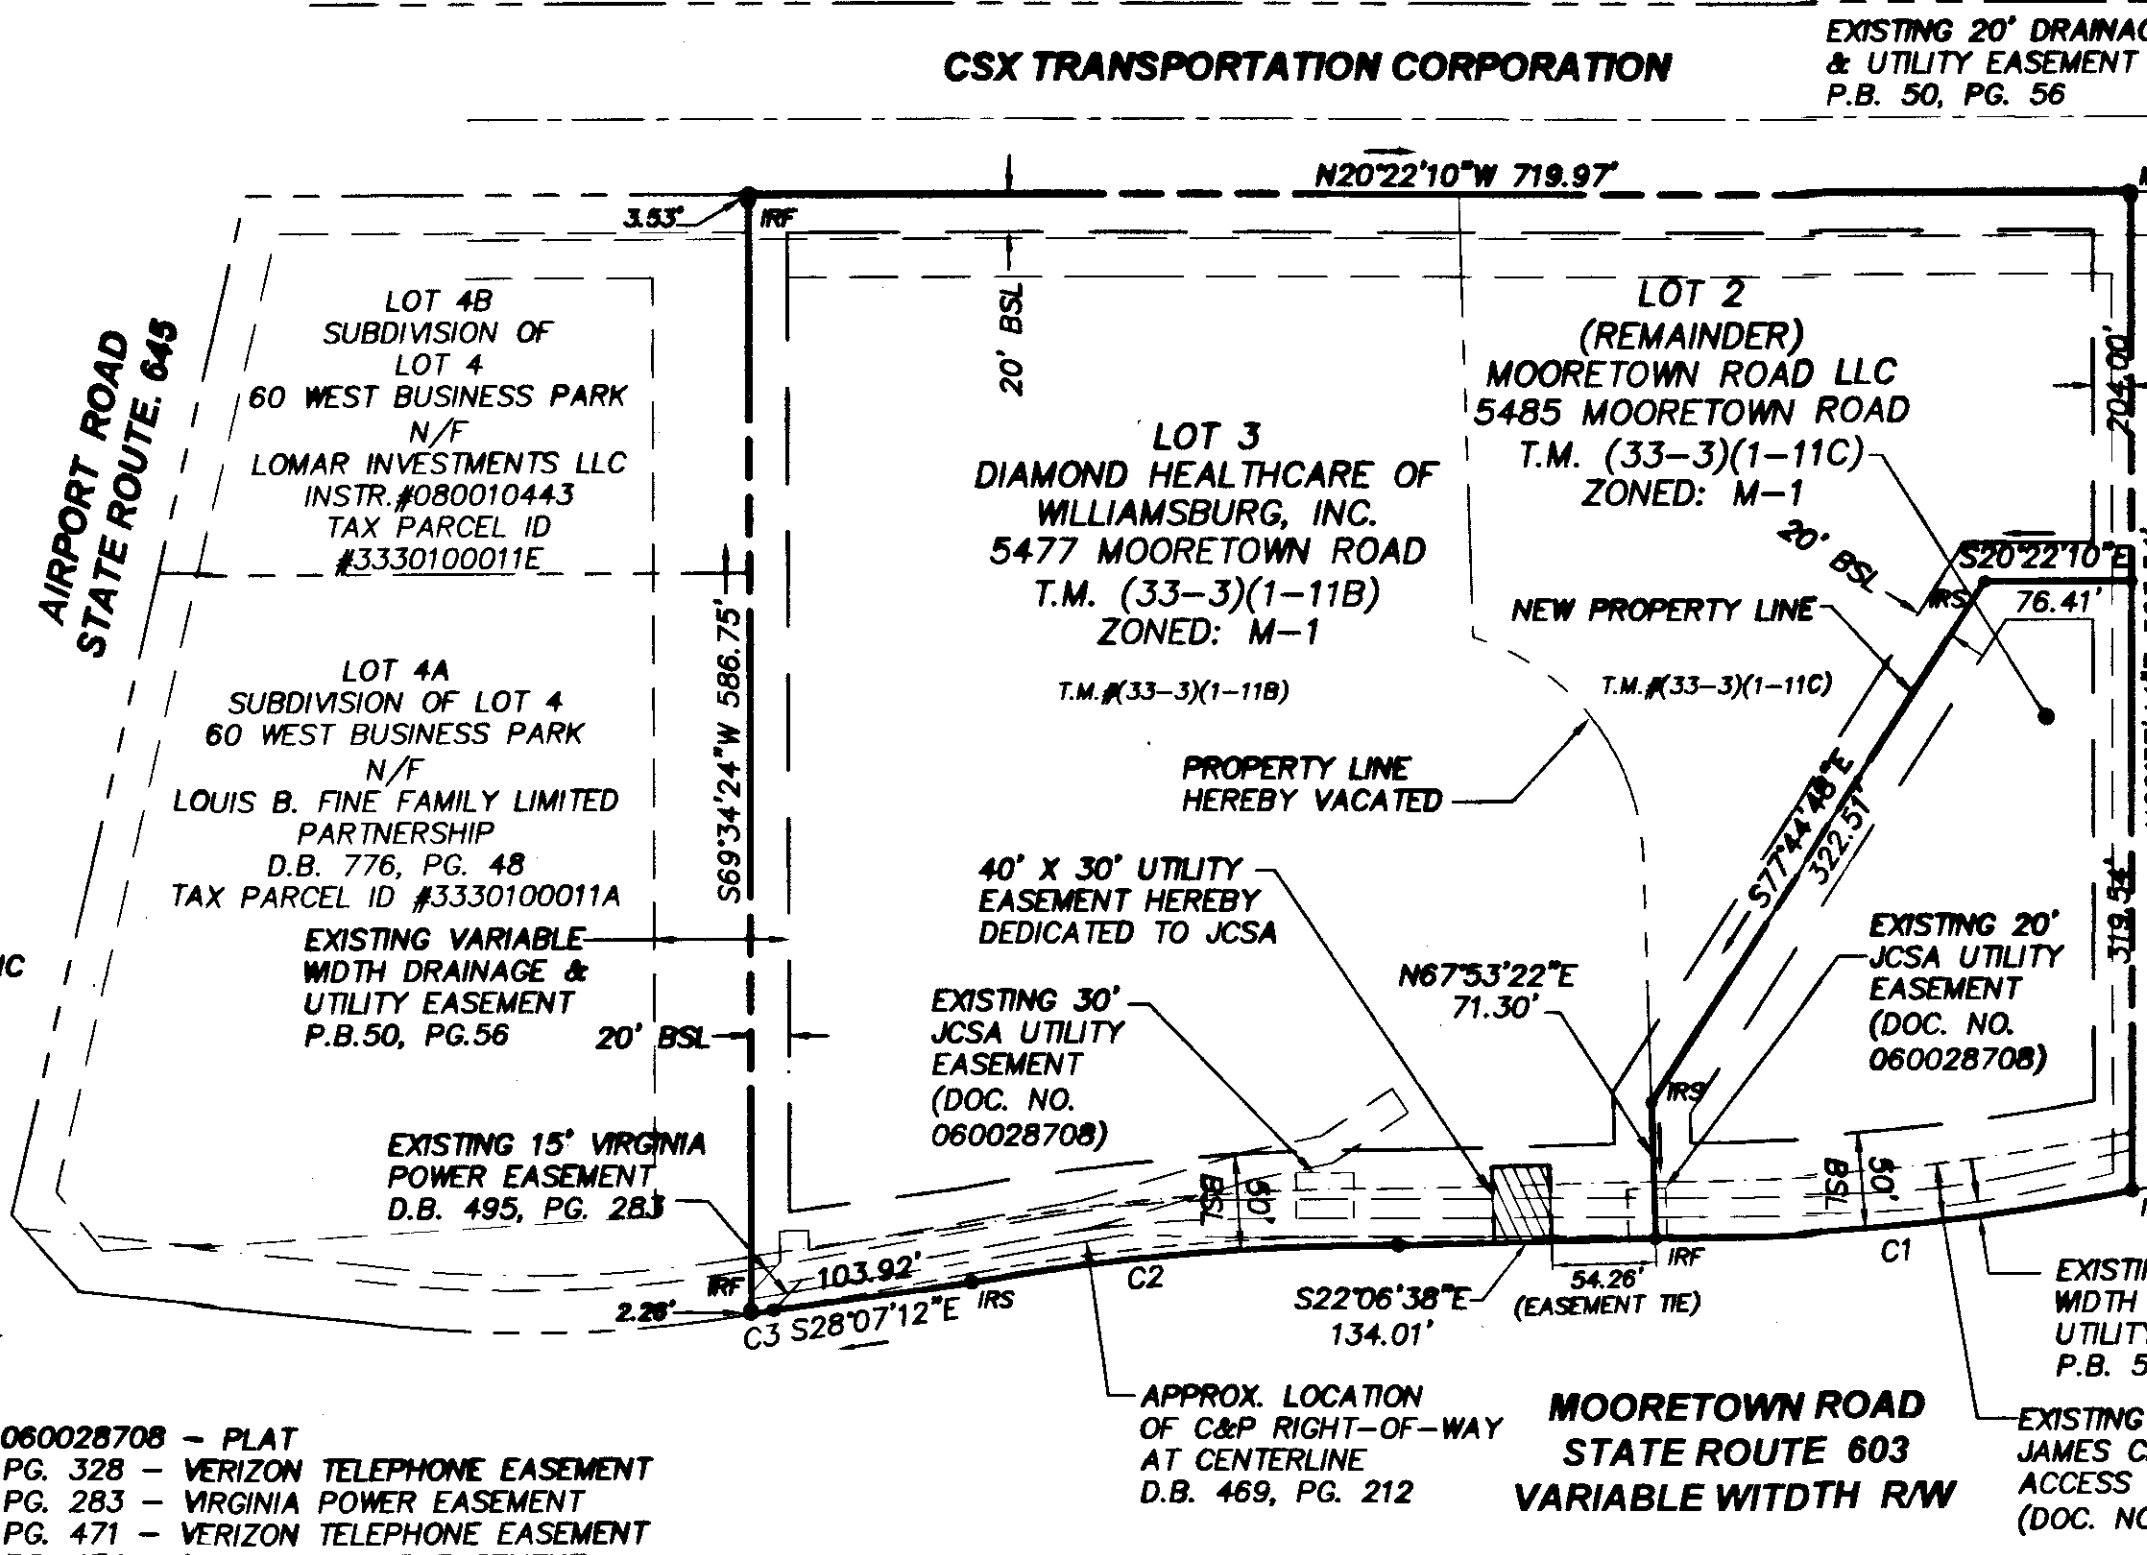 CSX TRANSPORTATION CORPORATION
EXISTING 20'
& UTILITY EASEMENT
P.B. 50, PG. 56
N20°22'10"W 719.97'
3.53'
IRF
20' BSL
AIRPORT ROAD
STATE ROUTE. 645
LOT 4B
SUBDIVISION OF
LOT 4
60 WEST BUSINESS PARK
N/F
LOMAR INVESTMENTS LLC
INSTR.#080010443
TAX PARCEL ID
#3330100011E
LOT 2
(REMAINDER)
MOORETOWN ROAD LLC
5485 MOORETOWN ROAD
T.M. (33-3)(1-11C)
ZONED: M-1
204.00'
LOT 3
DIAMOND HEALTHCARE OF
WILLIAMSBURG, INC.
5477 MOORETOWN ROAD
T.M. (33-3)(1-11B)
ZONED: M-1
20' BSL
S20°22'10"E
76.41'
IRS
NEW PROPERTY LINE
T.M.#(33-3)(1-11B)
T.M.#(33-3)(1-11C)
S69°34'24"W 586.75'
LOT 4A
SUBDIVISION OF LOT 4
60 WEST BUSINESS PARK
N/F
LOUIS B. FINE FAMILY LIMITED
PARTNERSHIP
D.B. 776, PG. 48
TAX PARCEL ID #3330100011A
PROPERTY LINE
HEREBY VACATED
S77°44'48"E
322.51'
319.54'
40' X 30' UTILITY
EASEMENT HEREBY
DEDICATED TO JCSA
EXISTING VARIABLE
WIDTH DRAINAGE &
UTILITY EASEMENT
P.B.50, PG.56
20' BSL
EXISTING 20'
JCSA UTILITY
EASEMENT
(DOC. NO.
060028708)
N67°53'22"E
71.30'
EXISTING 30'
JCSA UTILITY
EASEMENT
(DOC. NO.
060028708)
IRS
EXISTING 15' VIRGINIA
POWER EASEMENT
D.B. 495, PG. 283
50'
BSL
50'
BSL
IRF
2.26'
103.92'
C3 S28°07'12"E
IRS
C2
S22°06'38"E
134.01'
54.26'
(EASEMENT TIE)
IRF
C1
WIDTH
APPROX. LOCATION
OF C&P RIGHT-OF-WAY
AT CENTERLINE
D.B. 469, PG. 212
MOORETOWN ROAD
STATE ROUTE 603
VARIABLE WITDTH R/W
EXISTING
JAMES
ACCESS
(DOC.
060028708 - PLAT
PG. 328 - VERIZON TELEPHONE EASEMENT
PG. 283 - VIRGINIA POWER EASEMENT
PG. 471 - VERIZON TELEPHONE EASEMENT